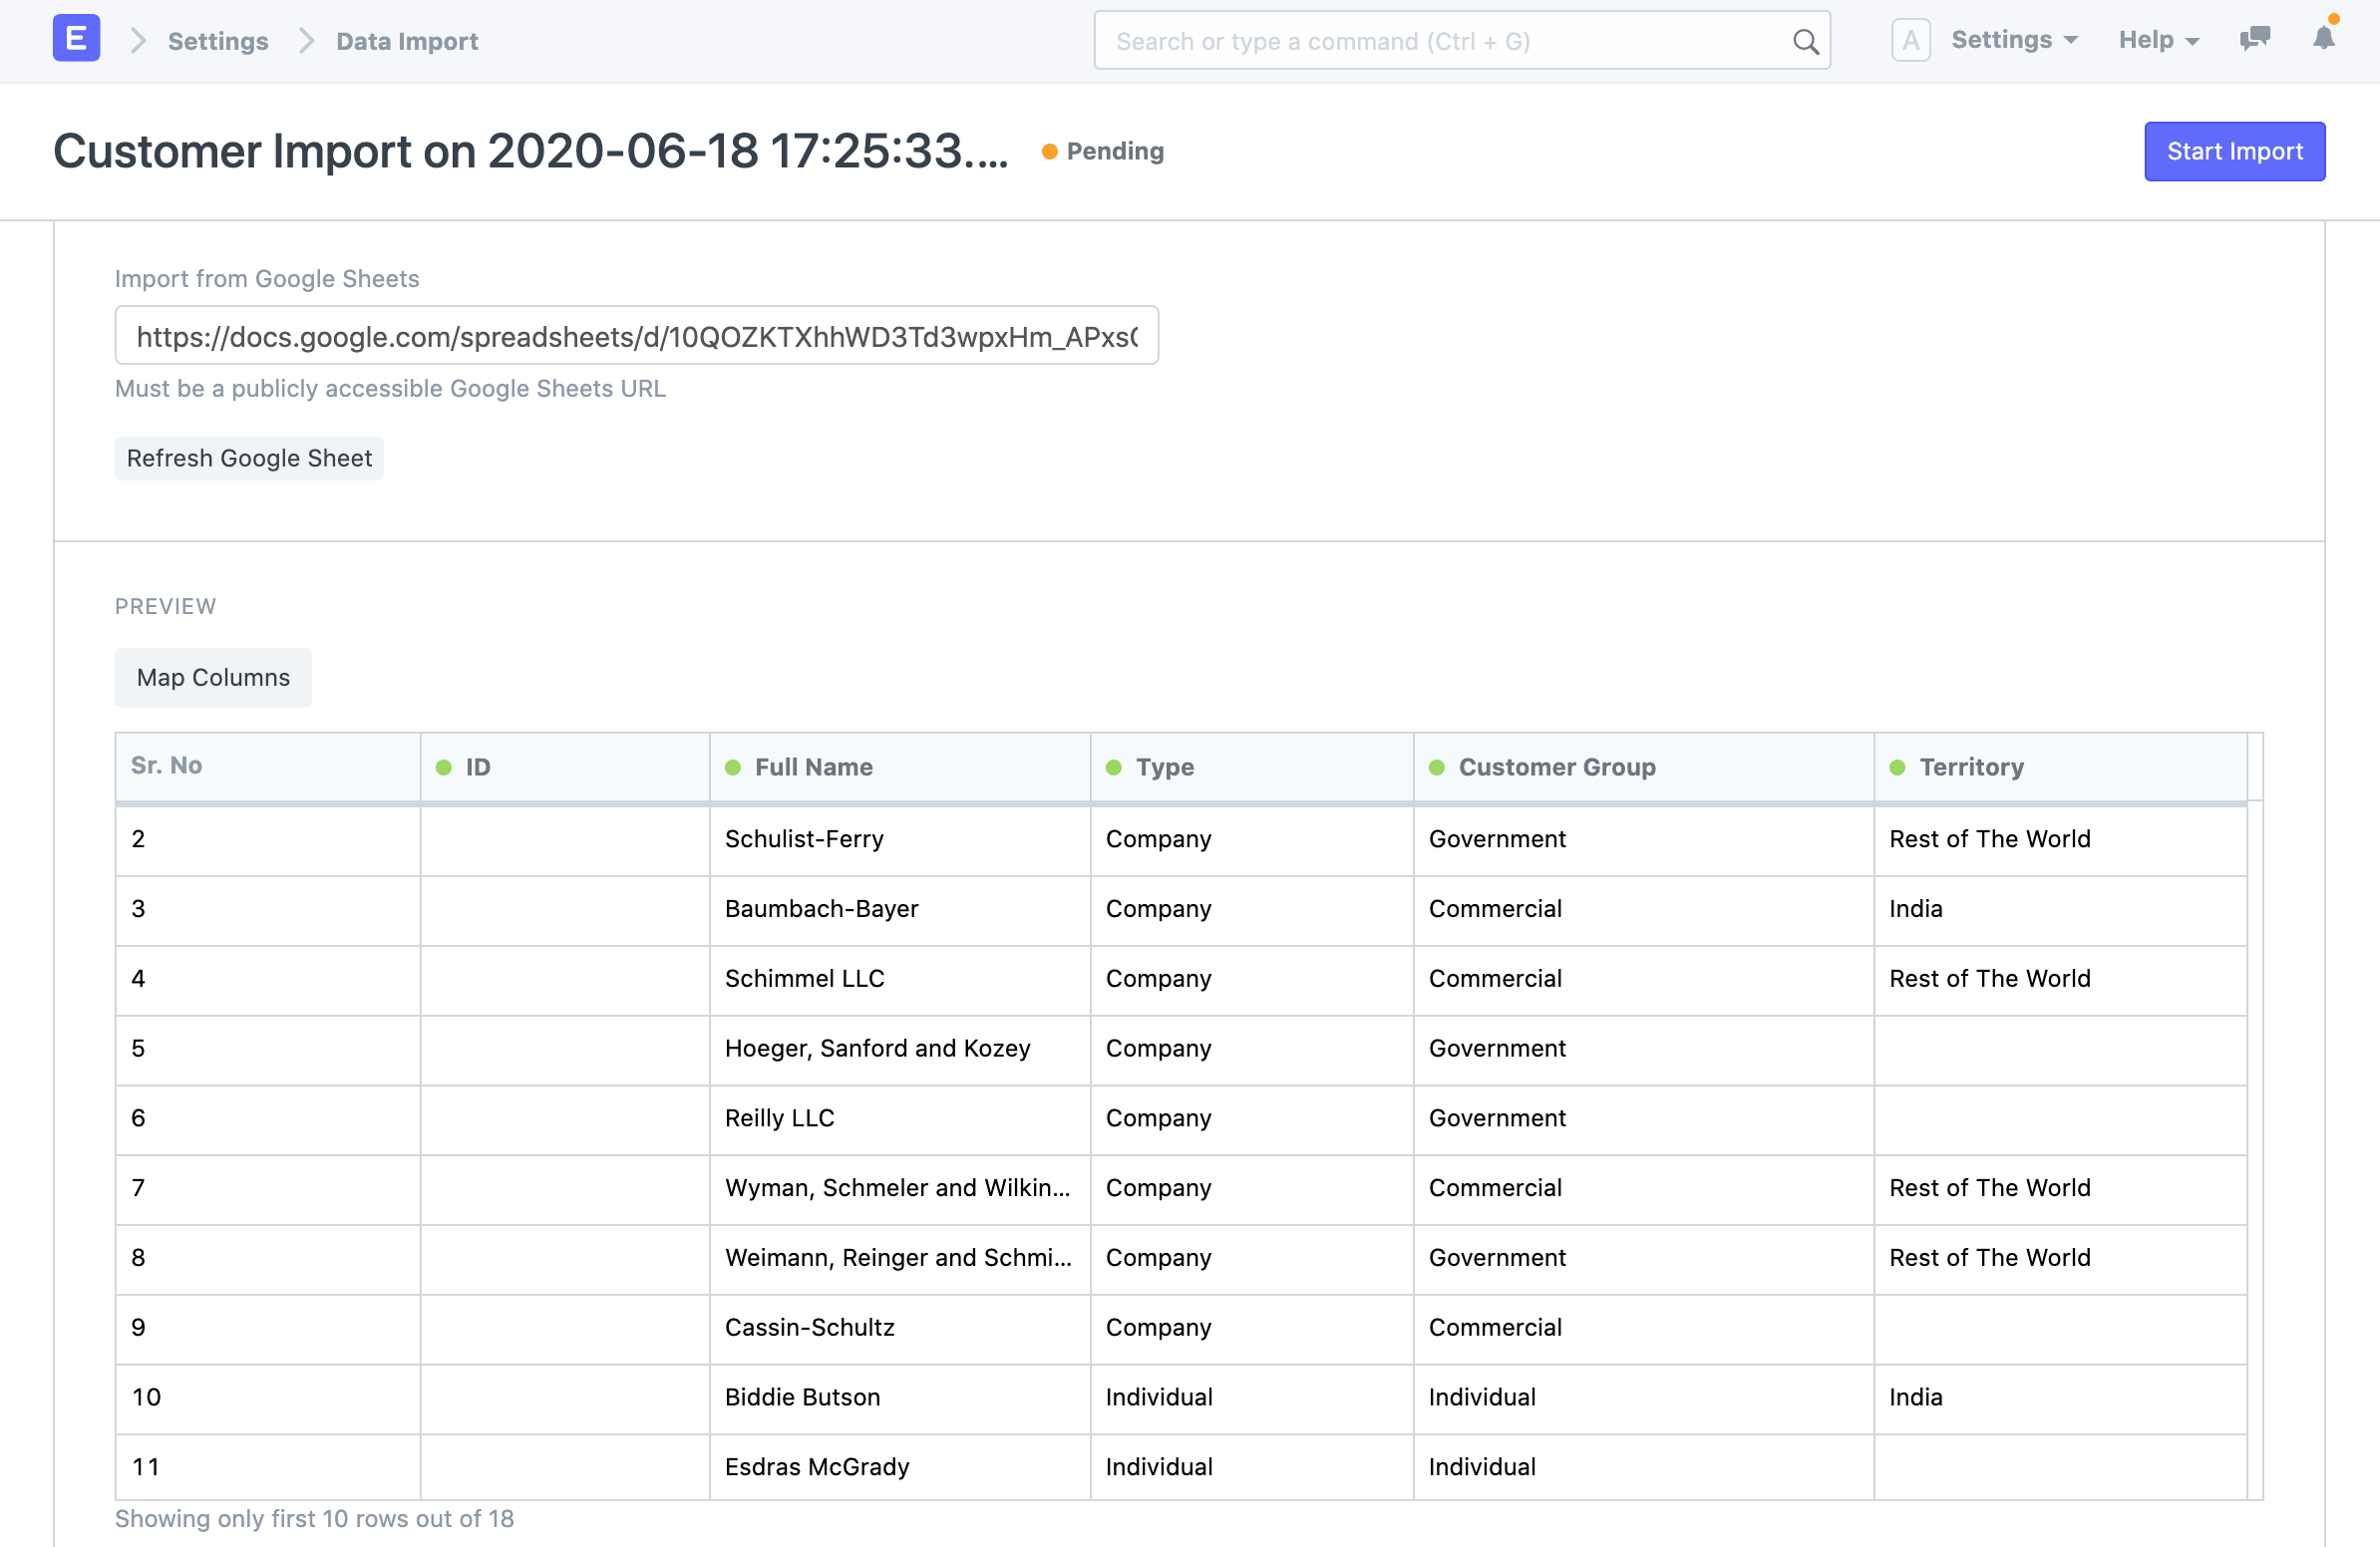 E Settings Data Import Search or type a command (Ctrl + G) A Settings Help
Customer Import on 2020-06-18 17:25:33.... Pending Start Import
Import from Google Sheets
https://docs.google.com/spreadsheets/d/10QOZKTXhhWD3Td3wpxHm_APxs
Must be a publicly accessible Google Sheets URL
Refresh Google Sheet
PREVIEW
Map Columns
Sr. No ID Full Name Type Customer Group Territory
2 Schulist-Ferry Company Government Rest of The World
3 Baumbach-Bayer Company Commercial India
4 Schimmel LLC Company Commercial Rest of The World
5 Hoeger, Sanford and Kozey Company Government
6 Reilly LLC Company Government
7 Wyman, Schmeler and Wilkin... Company Commercial Rest of The World
8 Weimann, Reinger and Schmi... Company Government Rest of The World
9 Cassin-Schultz Company Commercial
10 Biddie Butson Individual Individual India
11 Esdras McGrady Individual Individual
Showing only first 10 rows out of 18